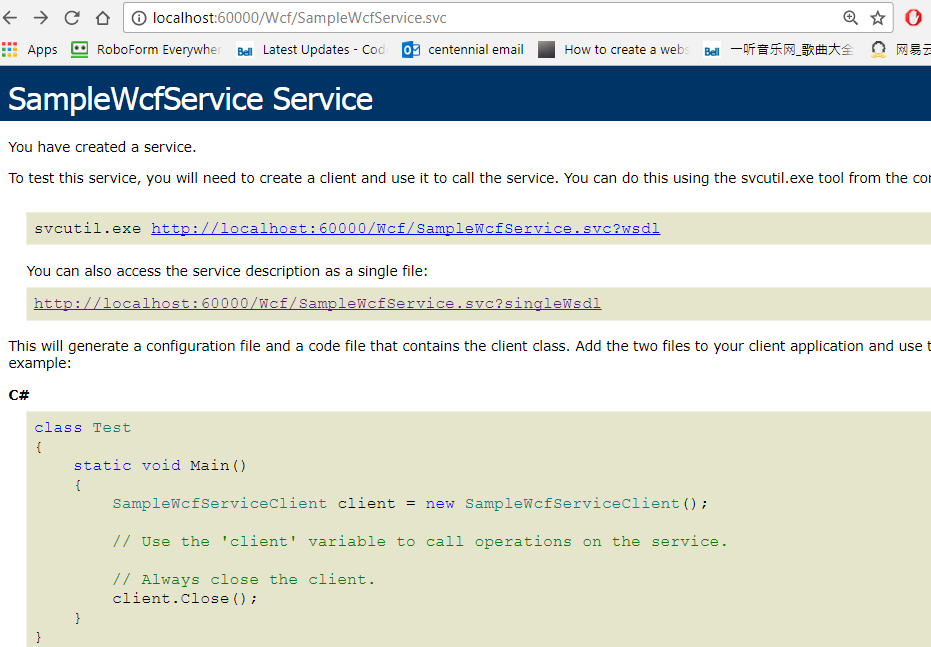 localhost:60000/Wcf/SampleWcfService.svc
Apps RoboForm Everywher Bell Latest Updates - Cod centennial email How to create a webs Bell 一听音乐网_歌曲大全 网易云
SampleWcfService Service
You have created a service.
To test this service, you will need to create a client and use it to call the service. You can do this using the svcutil.exe tool from the co
svcutil.exe http://localhost:60000/Wcf/SampleWcfService.svc?wsdl
You can also access the service description as a single file:
http://localhost:60000/Wcf/SampleWcfService.svc?singleWsdl
This will generate a configuration file and a code file that contains the client class. Add the two files to your client application and use t
example:
C#
class Test
{
static void Main()
{
SampleWcfServiceClient client = new SampleWcfServiceClient();
// Use the 'client' variable to call operations on the service.
// Always close the client.
client.Close();
}
}